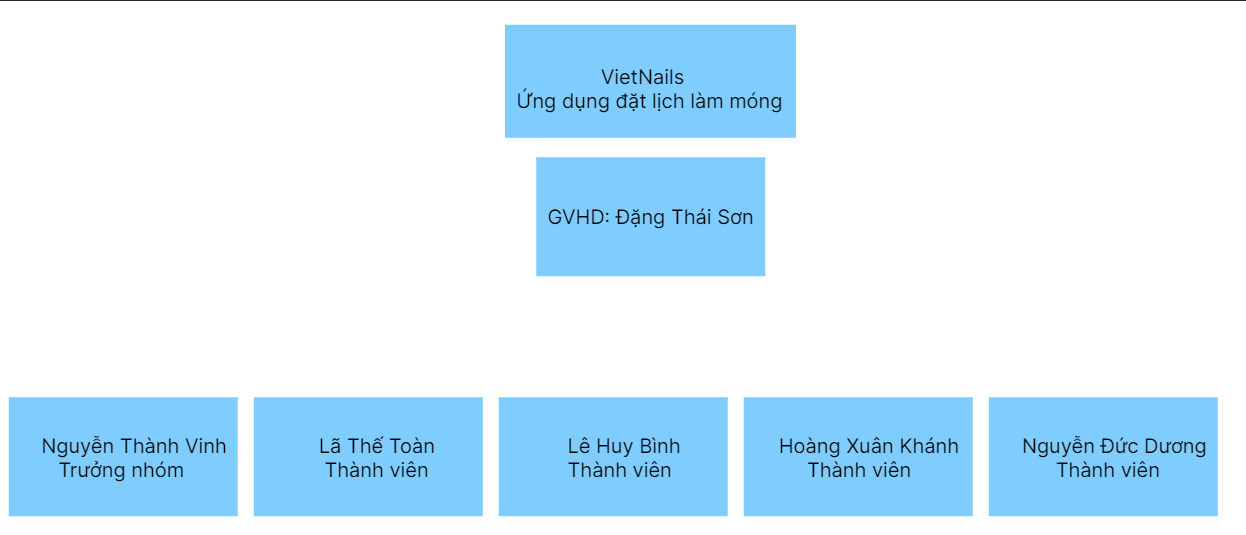 VietNails
Ứng dụng đặt lịch làm móng
GVHD: Đặng Thái Sơn
Nguyễn Thành Vinh
Trưởng nhóm
Lã Thế Toàn
Thành viên
Lê Huy Bình
Thành viên
Hoàng Xuân Khánh
Thành viên
Nguyễn Đức Dương
Thành viên